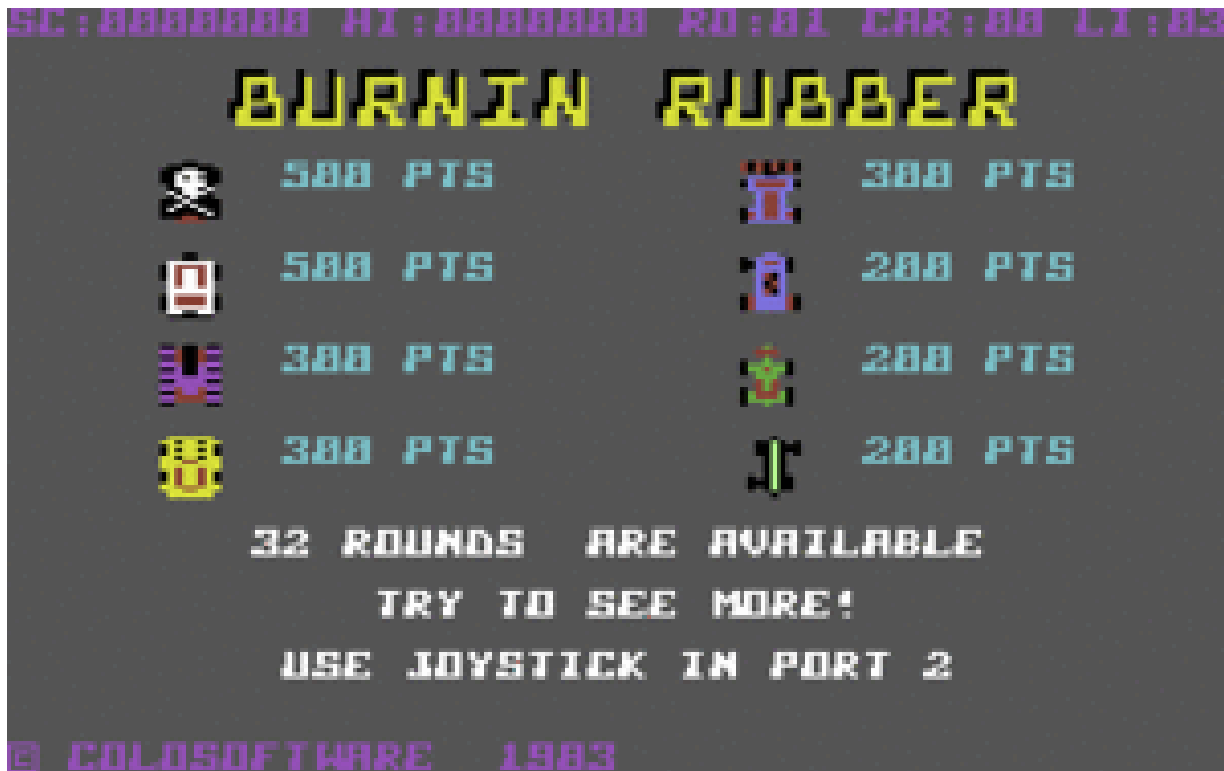 SC:0000000 HI:0000000 RO:01 CAR:00 LI:03
BURNIN RUBBER
500 PTS 300 PTS
500 PTS 200 PTS
300 PTS 200 PTS
300 PTS 200 PTS
32 ROUNDS ARE AVAILABLE
TRY TO SEE MORE!
USE JOYSTICK IN PORT 2
© COLOSOFTWARE 1983